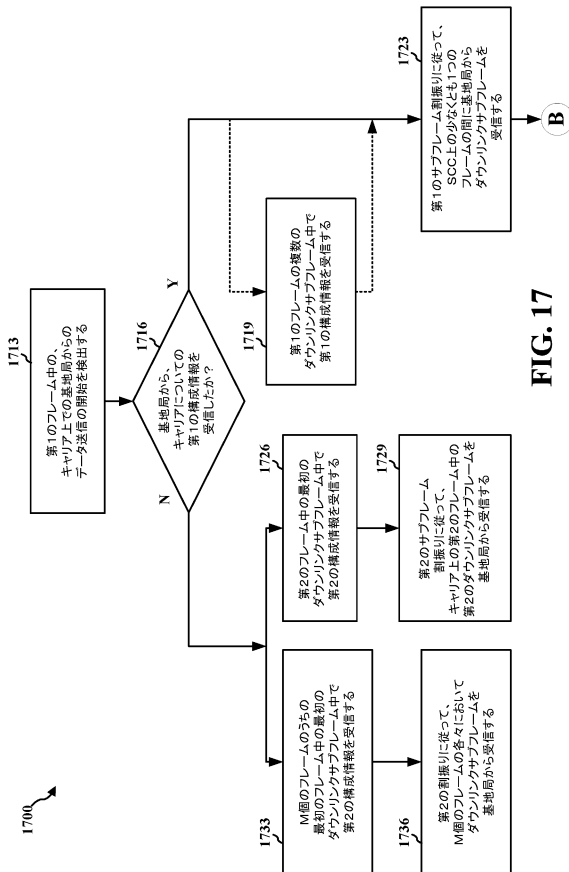 1700
1713
第1のフレーム中の、
キャリア上での基地局からの
データ送信の開始を検出する
1716
基地局から、
キャリアについての
第1の構成情報を
受信したか?
N
Y
1719
第1のフレームの複数の
ダウンリンクサブフレーム中で
第1の構成情報を受信する
1723
第1のサブフレーム割振りに従って、
SCC上の少なくとも1つの
フレームの間に基地局から
ダウンリンクサブフレームを
受信する
B
1726
第2のフレーム中の最初の
ダウンリンクサブフレーム中で
第2の構成情報を受信する
1729
第2のサブフレーム
割振りに従って、
キャリア上の第2のフレーム中の
第2のダウンリンクサブフレームを
基地局から受信する
1733
M個のフレームのうちの
最初のフレーム中の最初の
ダウンリンクサブフレーム中で
第2の構成情報を受信する
1736
第2の割振りに従って、
M個のフレームの各々において
ダウンリンクサブフレームを
基地局から受信する
FIG. 17